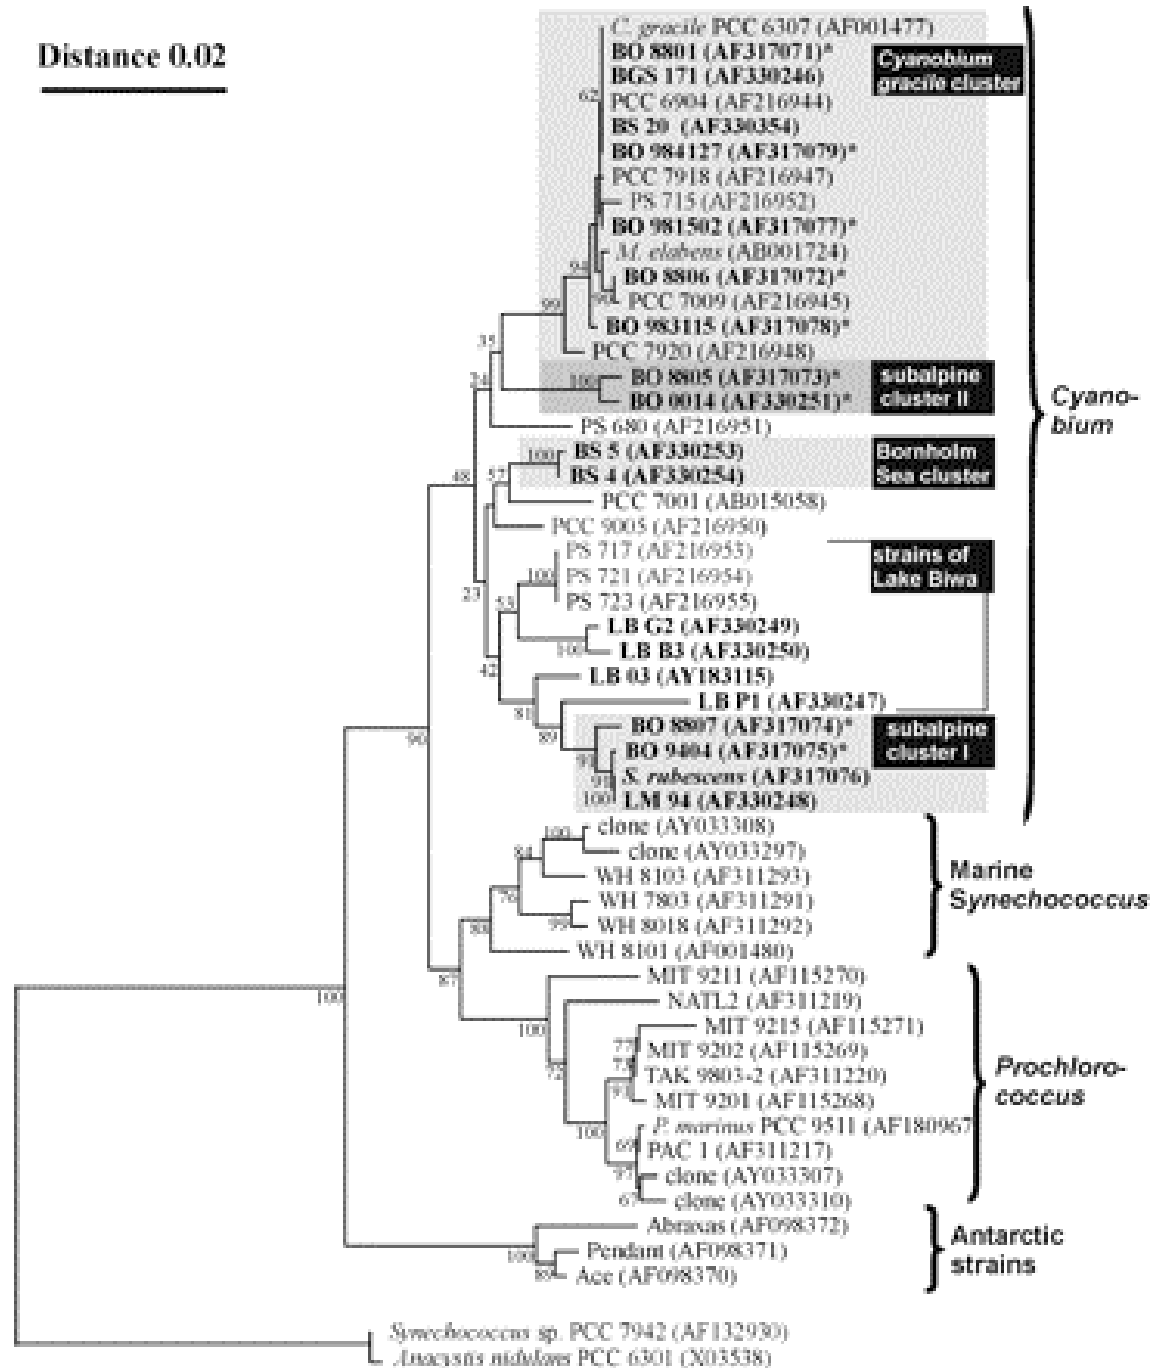 Distance 0.02
C. gracile PCC 6307 (AF001477)
BO 8801 (AF317071)*
Cyanobium
gracile cluster
BGS 171 (AF330246)
62
PCC 6904 (AF216944)
BS 20 (AF330354)
BO 984127 (AF317079)*
PCC 7918 (AF216947)
PS 715 (AF216952)
BO 981502 (AF317077)*
M. elabens (AB001724)
94
BO 8806 (AF317072)*
PCC 7009 (AF216945)
99
BO 983115 (AF317078)*
35
PCC 7920 (AF216948)
100
BO 8805 (AF317073)*
subalpine
cluster II
24
BO 0014 (AF330251)*
Cyano-
bium
PS 680 (AF216951)
100
BS 5 (AF330253)
Bornholm
Sea cluster
57
48
BS 4 (AF330254)
PCC 7001 (AB015058)
PCC 9005 (AF216950)
PS 717 (AF216953)
strains of
Lake Biwa
100
PS 721 (AF216954)
23
53
PS 723 (AF216955)
LB G2 (AF330249)
100
LB B3 (AF330250)
42
LB 03 (AY183115)
81
LB P1 (AF330247)
89
BO 8807 (AF317074)*
subalpine
cluster I
90
93
BO 9404 (AF317075)*
S. rubescens (AF317076)
100
LM 94 (AF330248)
100
clone (AY033308)
84
clone (AY033297)
WH 8103 (AF311293)
Marine
Synechococcus
76
WH 7803 (AF311291)
99
WH 8018 (AF311292)
WH 8101 (AF001480)
87
MIT 9211 (AF115270)
100
NATL2 (AF311219)
100
MIT 9215 (AF115271)
77
MIT 9202 (AF115269)
72
TAK 9803-2 (AF311220)
Prochloro-
coccus
93
MIT 9201 (AF115268)
100
P. marinus PCC 9511 (AF180967
69
PAC 1 (AF311217)
97
clone (AY033307)
67
clone (AY033310)
Abraxas (AF098372)
Antarctic
strains
100
Pendant (AF098371)
89
Ace (AF098370)
Synechococcus sp. PCC 7942 (AF132930)
Anacystis nidulans PCC 6301 (X03538)